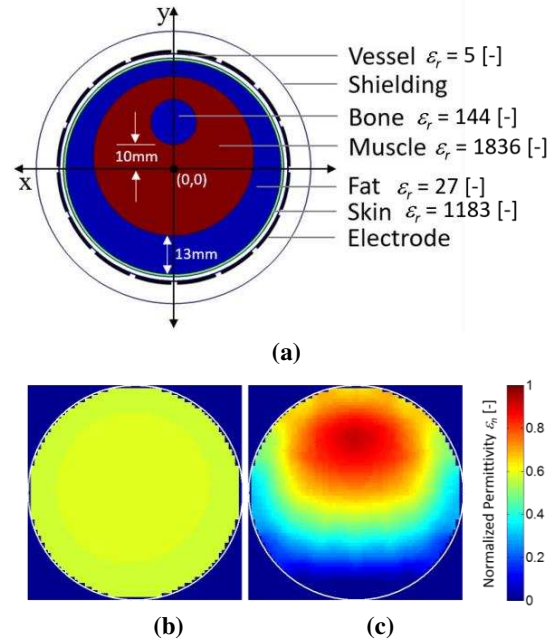 y
x
(0,0)
10mm
13mm
Vessel εr = 5 [-]
Shielding
Bone εr = 144 [-]
Muscle εr = 1836 [-]
Fat εr = 27 [-]
Skin εr = 1183 [-]
Electrode
(a)
1
0.8
0.6
0.4
0.2
0
Normalized Permittivity εn [-]
(b)
(c)